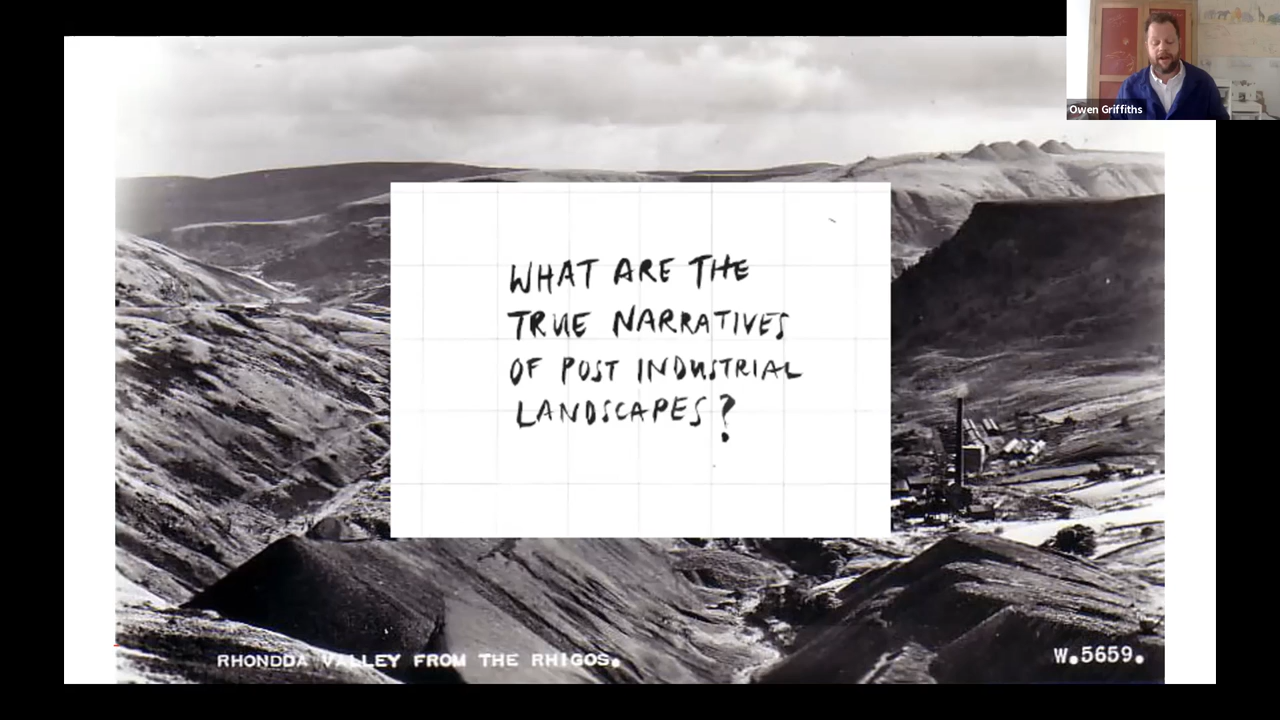 Owen Griffiths
WHAT ARE THE
TRUE NARRATIVES
OF POST INDUSTRIAL
LANDSCAPES?
RHONDDA VALLEY FROM THE RHIGOS.
W.5659.